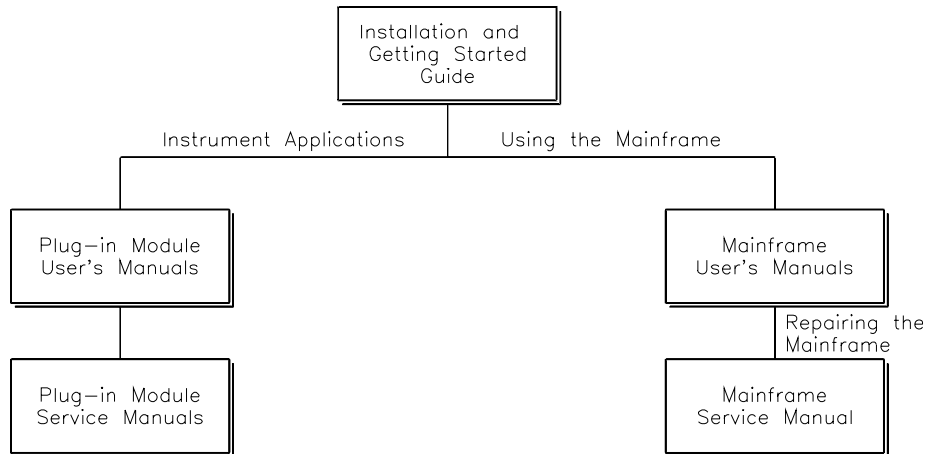 Installation and
Getting Started
Guide
Instrument Applications
Using the Mainframe
Plug-in Module
User's Manuals
Mainframe
User's Manuals
Repairing the
Mainframe
Plug-in Module
Service Manuals
Mainframe
Service Manual